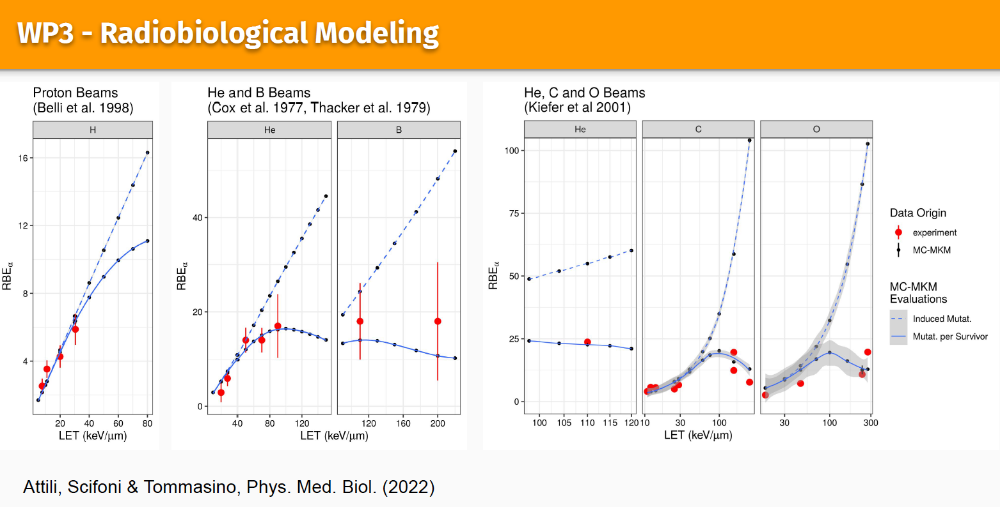 WP3 - Radiobiological Modeling
Proton Beams
(Belli et al. 1998)
H
16
12
8
4
RBEα
20 40 60 80
LET (keV/μm)
He and B Beams
(Cox et al. 1977, Thacker et al. 1979)
He B
40
20
0
RBEα
40 80 120 120 160 200
LET (keV/μm)
He, C and O Beams
(Kiefer et al 2001)
He C O
100
75
50
25
0
RBEα
100 105 110 115 120 10 30 100 30 100 300
LET (keV/μm)
Data Origin
experiment
MC-MKM
MC-MKM
Evaluations
Induced Mutat.
Mutat. per Survivor
Attili, Scifoni & Tommasino, Phys. Med. Biol. (2022)